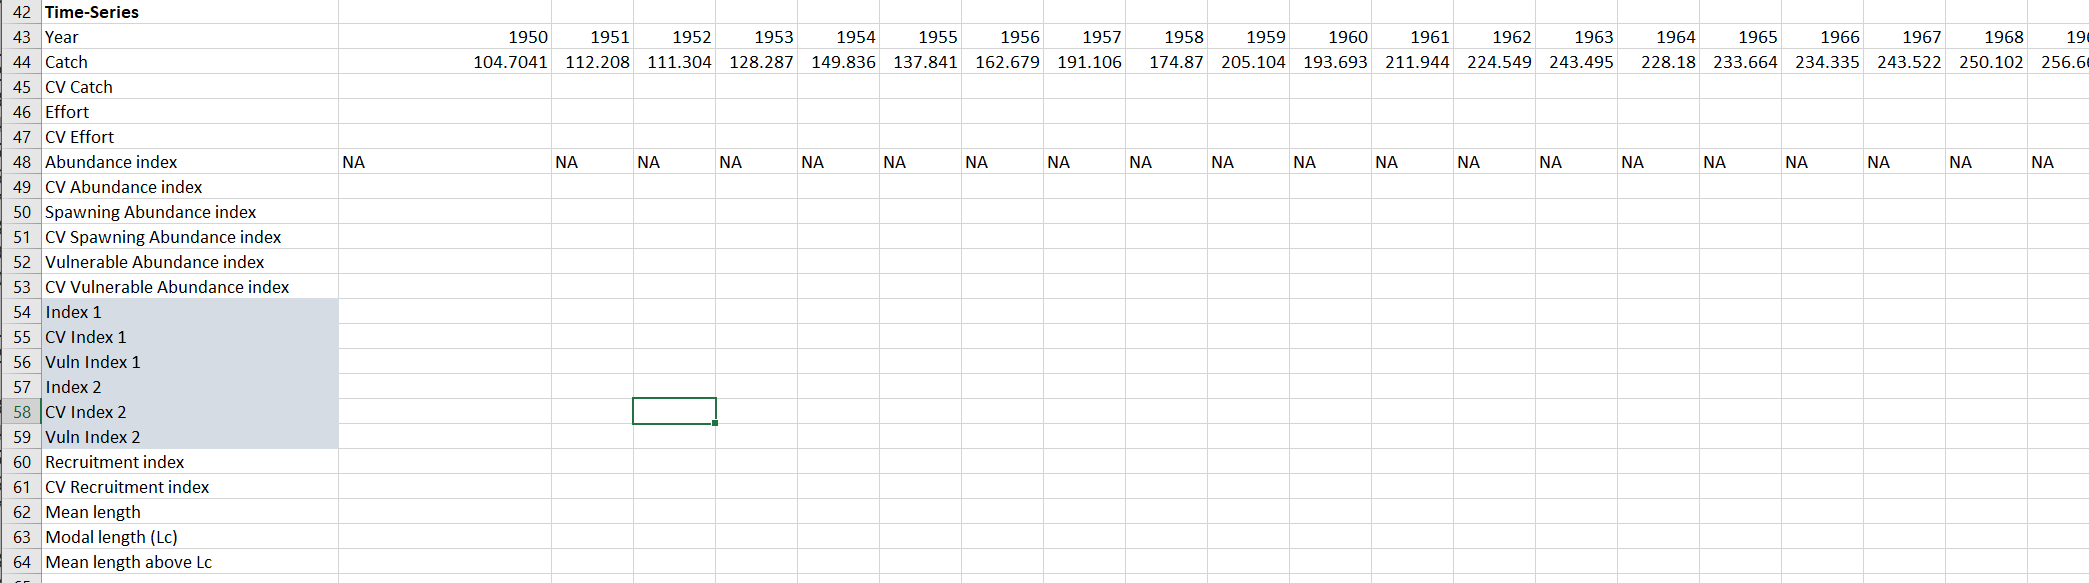 42 Time-Series
43 Year 1950 1951 1952 1953 1954 1955 1956 1957 1958 1959 1960 1961 1962 1963 1964 1965 1966 1967 1968
44 Catch 104.7041 112.208 111.304 128.287 149.836 137.841 162.679 191.106 174.87 205.104 193.693 211.944 224.549 243.495 228.18 233.664 234.335 243.522 250.102
45 CV Catch
46 Effort
47 CV Effort
48 Abundance index NA NA NA NA NA NA NA NA NA NA NA NA NA NA NA NA NA NA NA NA
49 CV Abundance index
50 Spawning Abundance index
51 CV Spawning Abundance index
52 Vulnerable Abundance index
53 CV Vulnerable Abundance index
54 Index 1
55 CV Index 1
56 Vuln Index 1
57 Index 2
58 CV Index 2
59 Vuln Index 2
60 Recruitment index
61 CV Recruitment index
62 Mean length
63 Modal length (Lc)
64 Mean length above Lc